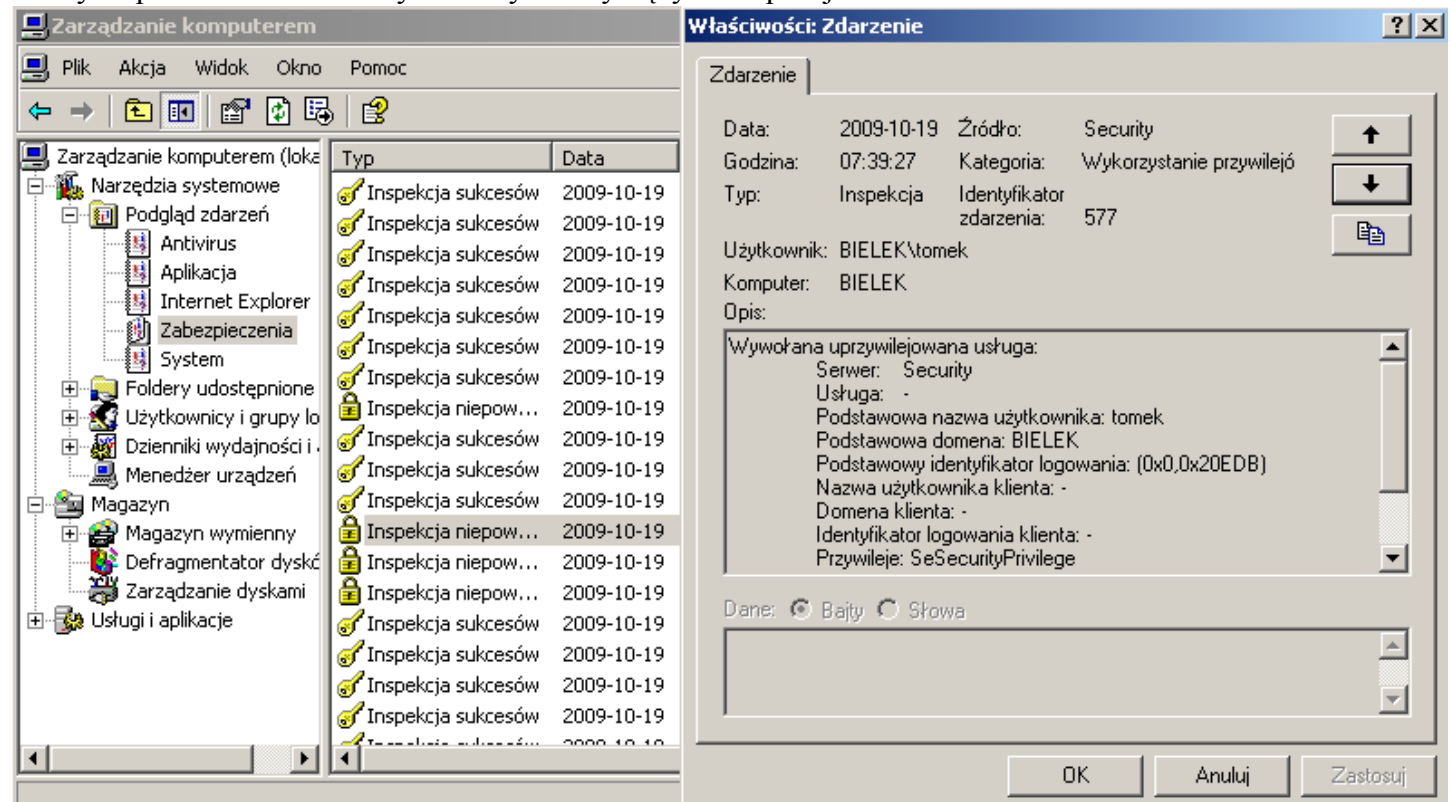 Zarządzanie komputerem
Plik Akcja Widok Okno Pomoc
Zarządzanie komputerem (loka
Narzędzia systemowe
Podgląd zdarzeń
Antivirus
Aplikacja
Internet Explorer
Zabezpieczenia
System
Foldery udostępnione
Użytkownicy i grupy lo
Dzienniki wydajności i
Menedżer urządzeń
Magazyn
Magazyn wymienny
Defragmentator dyskó
Zarządzanie dyskami
Usługi i aplikacje
Typ Data
Inspekcja sukcesów 2009-10-19
Inspekcja sukcesów 2009-10-19
Inspekcja sukcesów 2009-10-19
Inspekcja sukcesów 2009-10-19
Inspekcja sukcesów 2009-10-19
Inspekcja sukcesów 2009-10-19
Inspekcja sukcesów 2009-10-19
Inspekcja niepow... 2009-10-19
Inspekcja sukcesów 2009-10-19
Inspekcja sukcesów 2009-10-19
Inspekcja sukcesów 2009-10-19
Inspekcja niepow... 2009-10-19
Inspekcja niepow... 2009-10-19
Inspekcja niepow... 2009-10-19
Inspekcja sukcesów 2009-10-19
Inspekcja sukcesów 2009-10-19
Inspekcja sukcesów 2009-10-19
Inspekcja sukcesów 2009-10-19
Właściwości: Zdarzenie
Zdarzenie
Data: 2009-10-19 Źródło: Security
Godzina: 07:39:27 Kategoria: Wykorzystanie przywilejó
Typ: Inspekcja Identyfikator
zdarzenia: 577
Użytkownik: BIELEK\tomek
Komputer: BIELEK
Opis:
Wywołana uprzywilejowana usługa:
Serwer: Security
Usługa: -
Podstawowa nazwa użytkownika: tomek
Podstawowa domena: BIELEK
Podstawowy identyfikator logowania: (0x0,0x20EDB)
Nazwa użytkownika klienta: -
Domena klienta: -
Identyfikator logowania klienta: -
Przywileje: SeSecurityPrivilege
Dane: Bajty Słowa
OK Anuluj Zastosuj